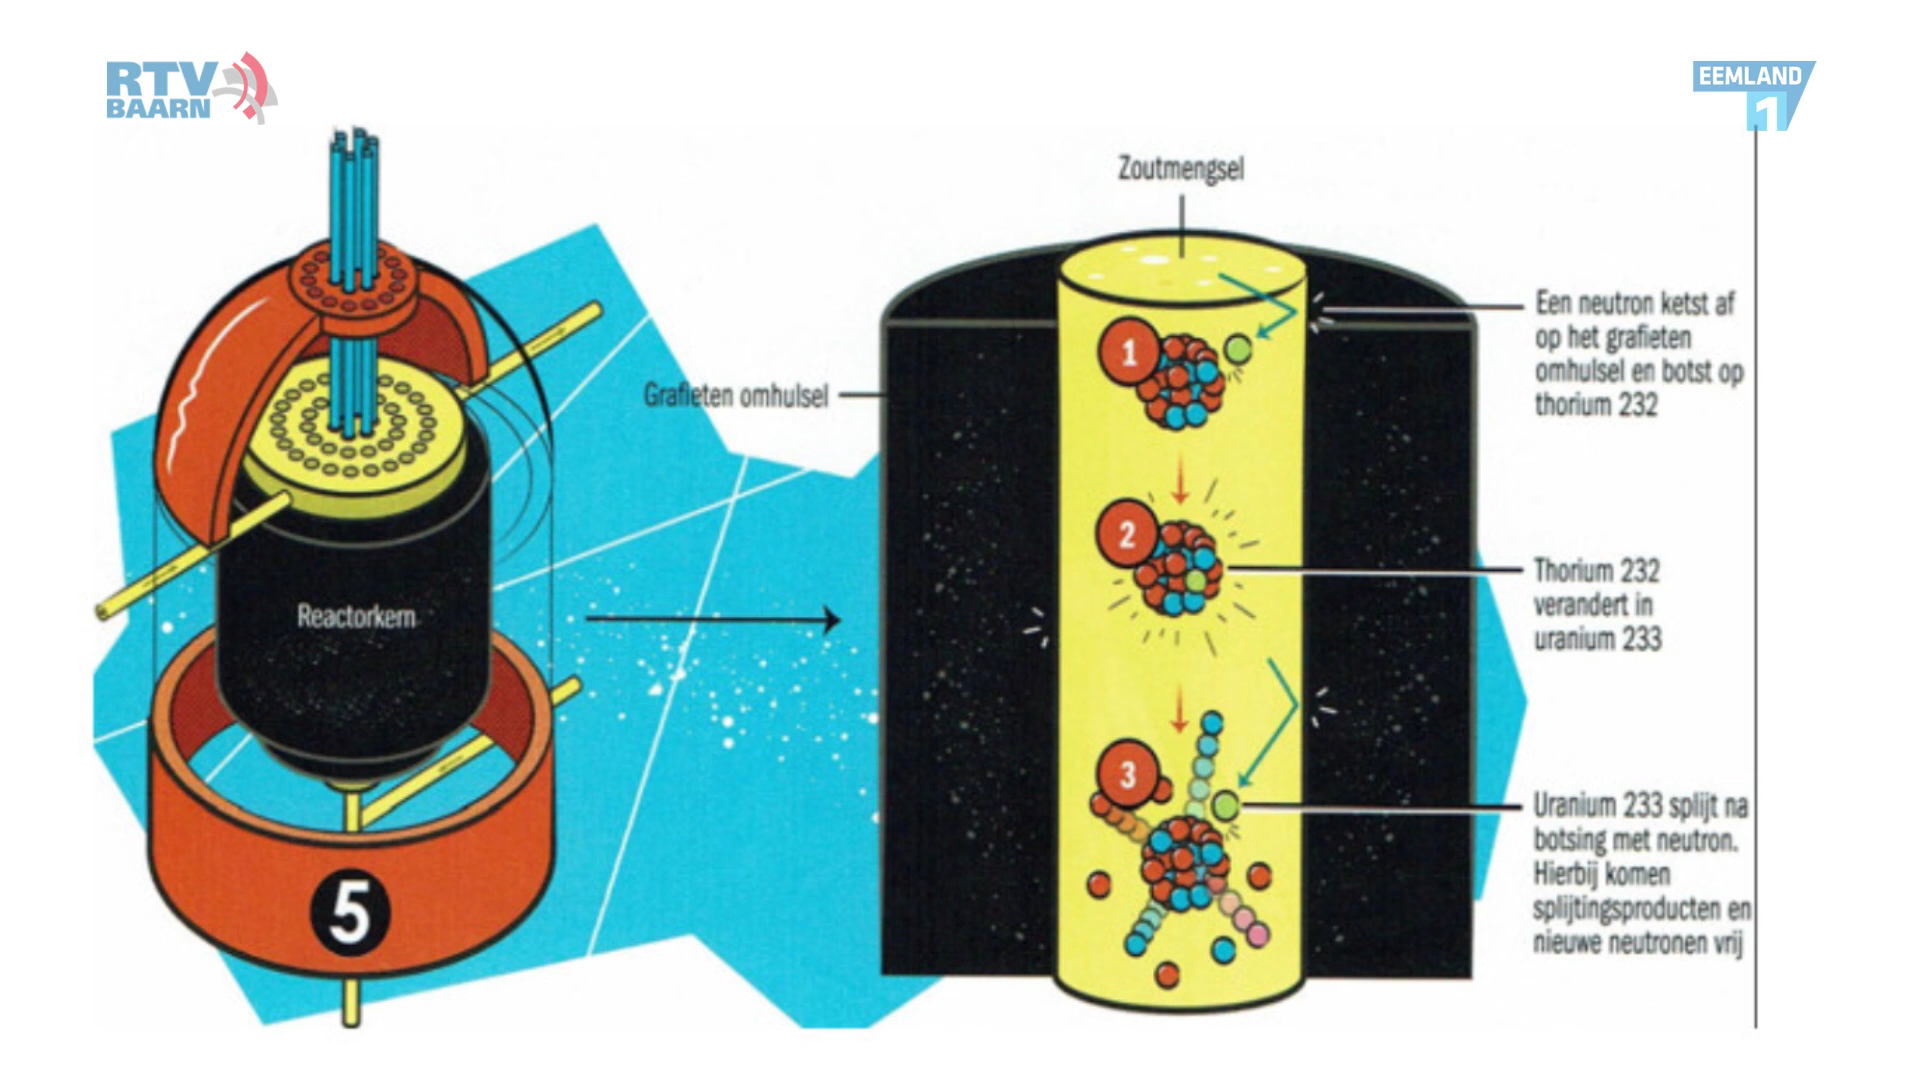 RTV
BAARN
EEMLAND
1
Zoutmengsel
Een neutron ketst af
op het grafieten
omhulsel en botst op
thorium 232
1
Grafieten omhulsel
2
Thorium 232
verandert in
uranium 233
Reactorkern
3
Uranium 233 splijt na
botsing met neutron.
Hierbij komen
splijtingsproducten en
nieuwe neutronen vrij
5